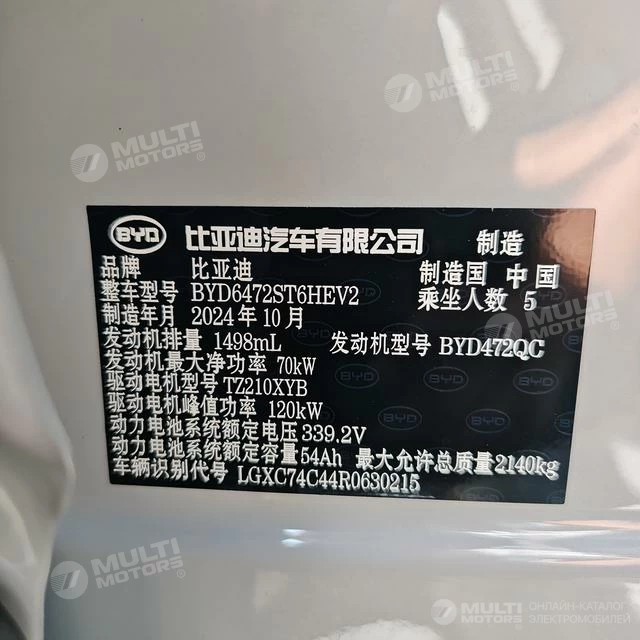 MULTI
MOTORS®
MULTI
MOTORS®
BYD 比亚迪汽车有限公司 制造
品牌 比亚迪 制造国 中国
整车型号 BYD6472ST6HEV2 乘坐人数 5
制造年月 2024年10月
发动机排量 1498mL 发动机型号 BYD472QC
发动机最大净功率 70kW
驱动电机型号 TZ210XYB
驱动电机峰值功率 120kW
动力电池系统额定电压 339.2V
动力电池系统额定容量 54Ah 最大允许总质量 2140kg
车辆识别代号 LGXC74C44R0630215
MULTI
MOTORS®
MULTI
MOTORS
ОНЛАЙН-КАТАЛОГ
ЭЛЕКТРОМОБИЛЕЙ